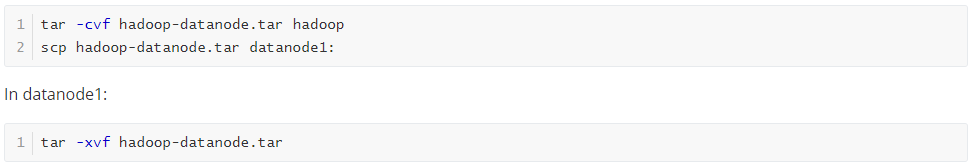 1 tar -cvf hadoop-datanode.tar hadoop
2 scp hadoop-datanode.tar datanode1:
In datanode1:
1 tar -xvf hadoop-datanode.tar